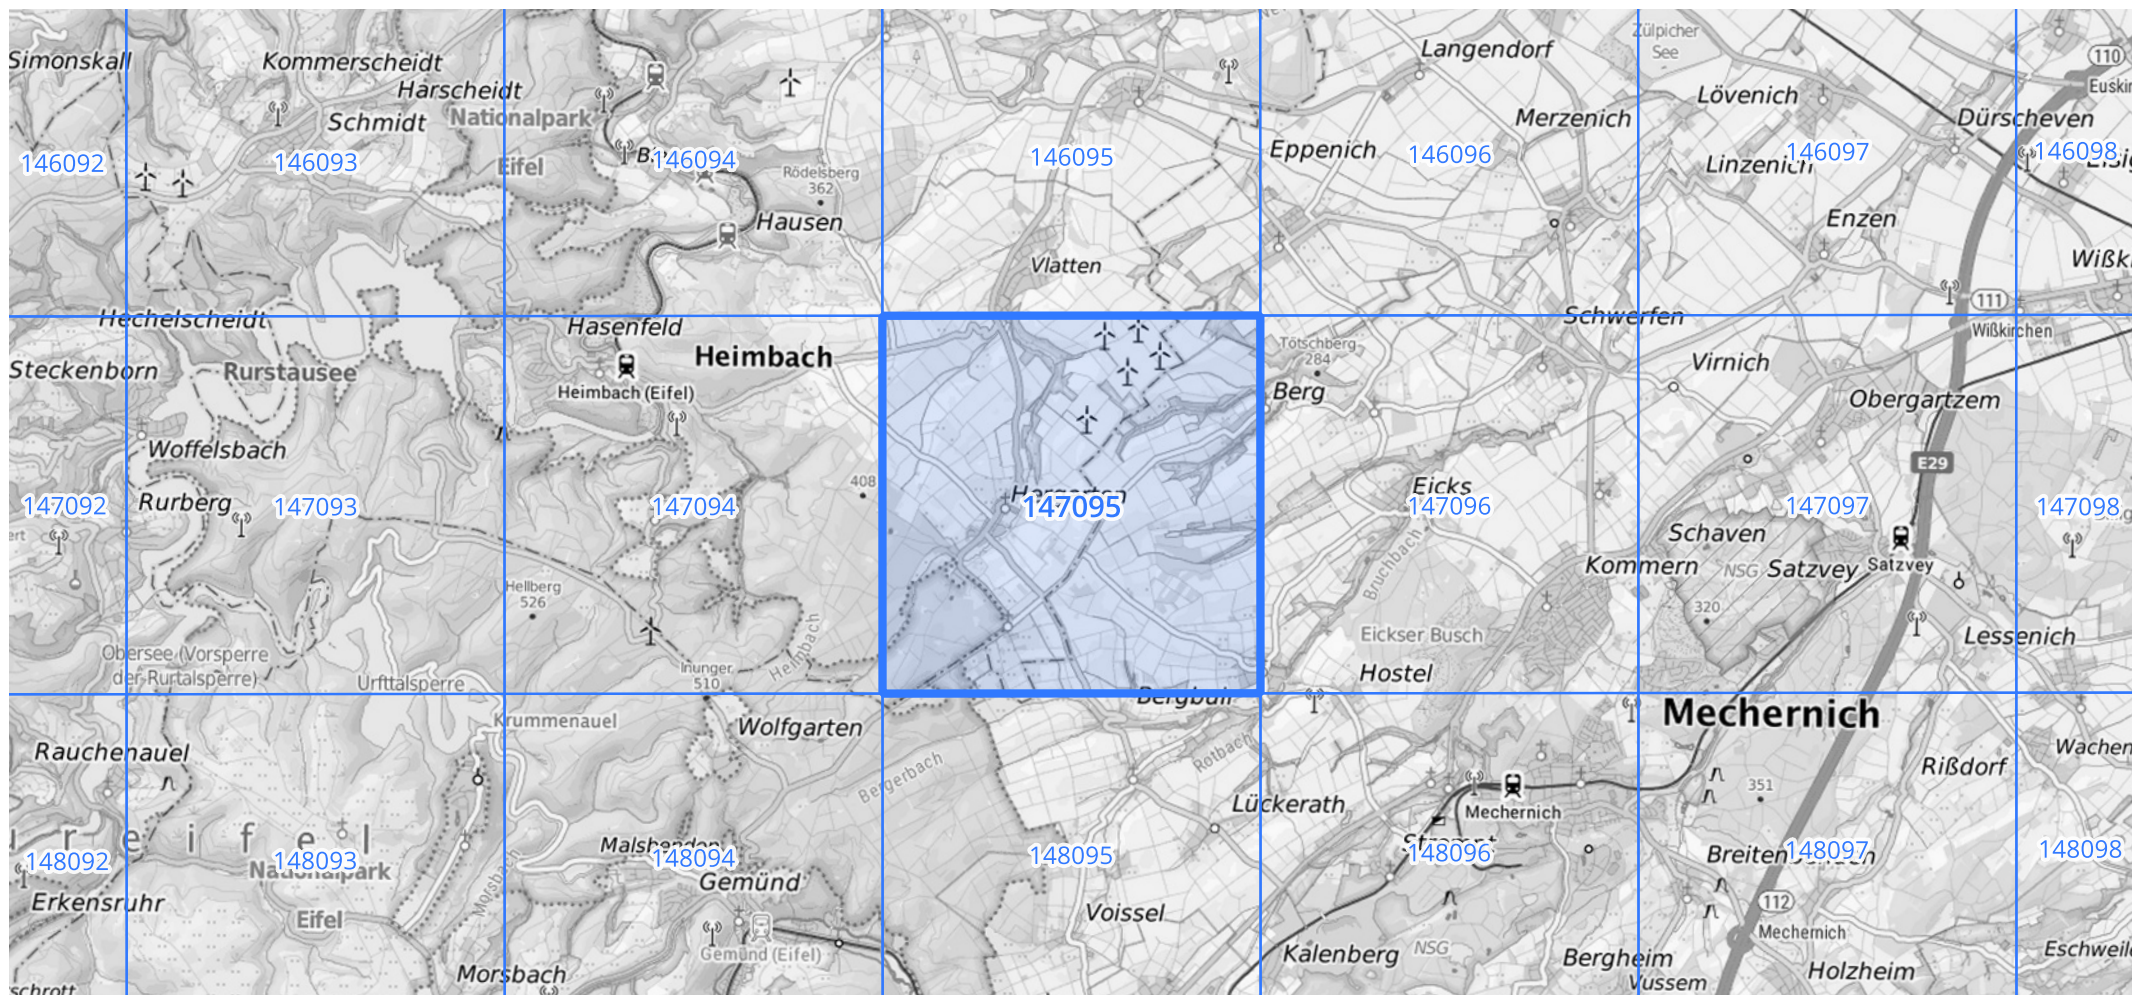 Simonskall
Kommerscheidt
Harscheidt
Nationalpark
Eifel
Schmidt
Langendorf
Zülpicher
See
110
Lövenich
Merzenich
Dürscheven
146092
146093
146094
146095
Eppenich
146096
Linzenich
146097
146098
Rödelsberg
362
Hausen
Enzen
Vlatten
111
Hechelscheidt
Hasenfeld
Schwerfen
Wißkirchen
Steckenborn
Rurstausee
Heimbach
Heimbach (Eifel)
Tötschberg
284
Berg
Virnich
Obergartzem
Woffelsbach
E29
408
Eicks
Rurberg
Hergarten
147092
147093
147094
147095
147096
147097
147098
Schaven
Bruchbach
Kommern
NSG
Satzvey
Satzvey
Hellberg
526
320
Eickser Busch
Lessenich
Obersee (Vorsperre
der Rurtalsperre)
Urfttalsperre
Inunger
510
Heimbach
Hostel
Bergbuir
Krummenauel
Wolfgarten
Mechernich
Rauchenauel
Bergerbach
Rotbach
Rißdorf
351
Lückerath
Mechernich
Malsbenden
148092
148093
148094
148095
148096
148097
148098
Nationalpark
Eifel
Morsbach
Gemünd
Erkensruhr
Voissel
112
Mechernich
Gemünd (Eifel)
Kalenberg
NSG
Bergheim
Holzheim
Morsbach
Vussem